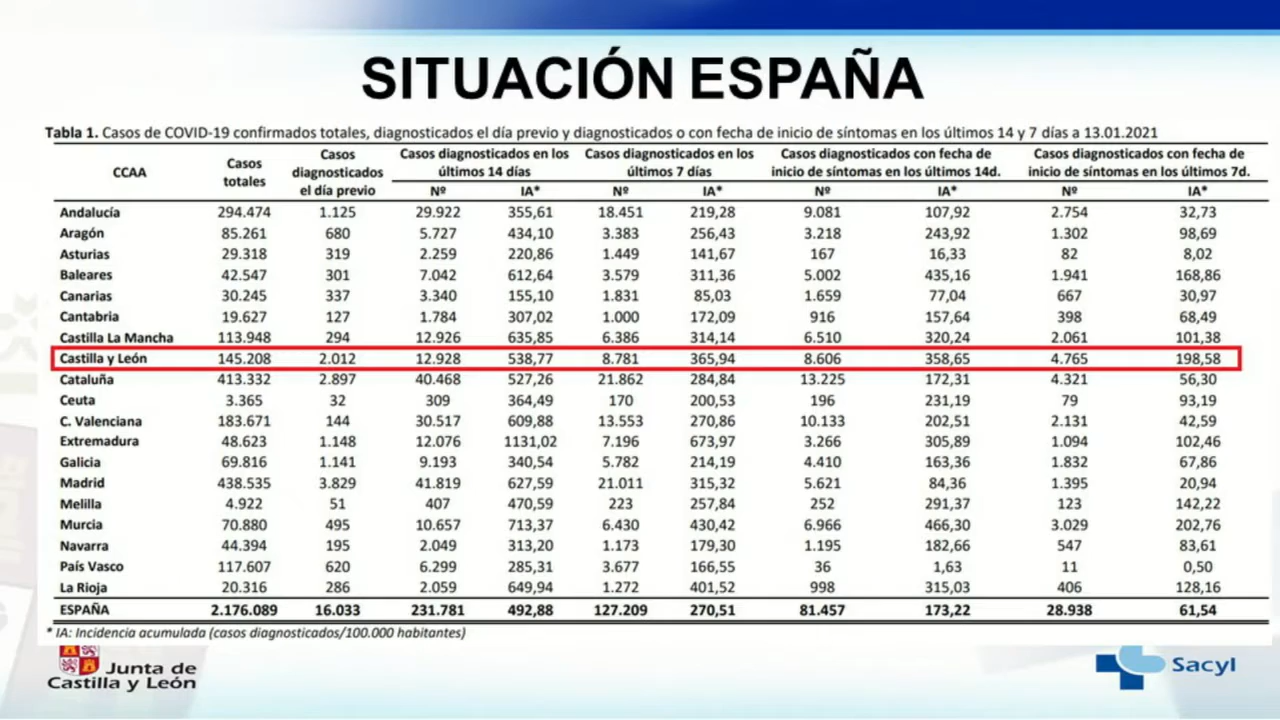 SITUACIÓN ESPAÑA
Tabla 1. Casos de COVID-19 confirmados totales, diagnosticados el día previo y diagnosticados o con fecha de inicio de síntomas en los últimos 14 y 7 días a 13.01.2021
CCAA Casos totales Casos diagnosticados el día previo Casos diagnosticados en los últimos 14 días Casos diagnosticados en los últimos 7 días Casos diagnosticados con fecha de inicio de síntomas en los últimos 14d. Casos diagnosticados con fecha de inicio de síntomas en los últimos 7d.
Nº IA* Nº IA* Nº IA* Nº IA*
Andalucía 294.474 1.125 29.922 355,61 18.451 219,28 9.081 107,92 2.754 32,73
Aragón 85.261 680 5.727 434,10 3.383 256,43 3.218 243,92 1.302 98,69
Asturias 29.318 319 2.259 220,86 1.449 141,67 167 16,33 82 8,02
Baleares 42.547 301 7.042 612,64 3.579 311,36 5.002 435,16 1.941 168,86
Canarias 30.245 337 3.340 155,10 1.831 85,03 1.659 77,04 667 30,97
Cantabria 19.627 127 1.784 307,02 1.000 172,09 916 157,64 398 68,49
Castilla La Mancha 113.948 294 12.926 635,85 6.386 314,14 6.510 320,24 2.061 101,38
Castilla y León 145.208 2.012 12.928 538,77 8.781 365,94 8.606 358,65 4.765 198,58
Cataluña 413.332 2.897 40.468 527,26 21.862 284,84 13.225 172,31 4.321 56,30
Ceuta 3.365 32 309 364,49 170 200,53 196 231,19 79 93,19
C. Valenciana 183.671 144 30.517 609,88 13.553 270,86 10.133 202,51 2.131 42,59
Extremadura 48.623 1.148 12.076 1131,02 7.196 673,97 3.266 305,89 1.094 102,46
Galicia 69.816 1.141 9.193 340,54 5.782 214,19 4.410 163,36 1.832 67,86
Madrid 438.535 3.829 41.819 627,59 21.011 315,32 5.621 84,36 1.395 20,94
Melilla 4.922 51 407 470,59 223 257,84 252 291,37 123 142,22
Murcia 70.880 495 10.657 713,37 6.430 430,42 6.966 466,30 3.029 202,76
Navarra 44.394 195 2.049 313,20 1.173 179,30 1.195 182,66 547 83,61
País Vasco 117.607 620 6.299 285,31 3.677 166,55 36 1,63 11 0,50
La Rioja 20.316 286 2.059 649,94 1.272 401,52 998 315,03 406 128,16
ESPAÑA 2.176.089 16.033 231.781 492,88 127.209 270,51 81.457 173,22 28.938 61,54
* IA: Incidencia acumulada (casos diagnosticados/100.000 habitantes)
Junta de
Castilla y León
Sacyl